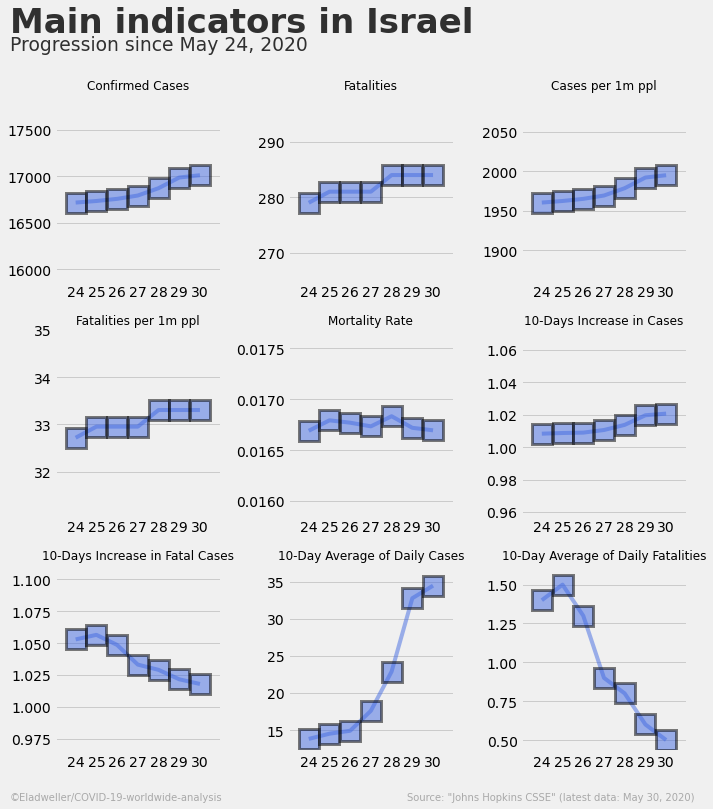 Main indicators in Israel
Progression since May 24, 2020
Confirmed Cases
17500
17000
16500
16000
24 25 26 27 28 29 30
Fatalities
290
280
270
24 25 26 27 28 29 30
Cases per 1m ppl
2050
2000
1950
1900
24 25 26 27 28 29 30
Fatalities per 1m ppl
35
34
33
32
24 25 26 27 28 29 30
Mortality Rate
0.0175
0.0170
0.0165
0.0160
24 25 26 27 28 29 30
10-Days Increase in Cases
1.06
1.04
1.02
1.00
0.98
0.96
24 25 26 27 28 29 30
10-Days Increase in Fatal Cases
1.100
1.075
1.050
1.025
1.000
0.975
24 25 26 27 28 29 30
10-Day Average of Daily Cases
35
30
25
20
15
24 25 26 27 28 29 30
10-Day Average of Daily Fatalities
1.50
1.25
1.00
0.75
0.50
24 25 26 27 28 29 30
©Eladweller/COVID-19-worldwide-analysis
Source: "Johns Hopkins CSSE" (latest data: May 30, 2020)